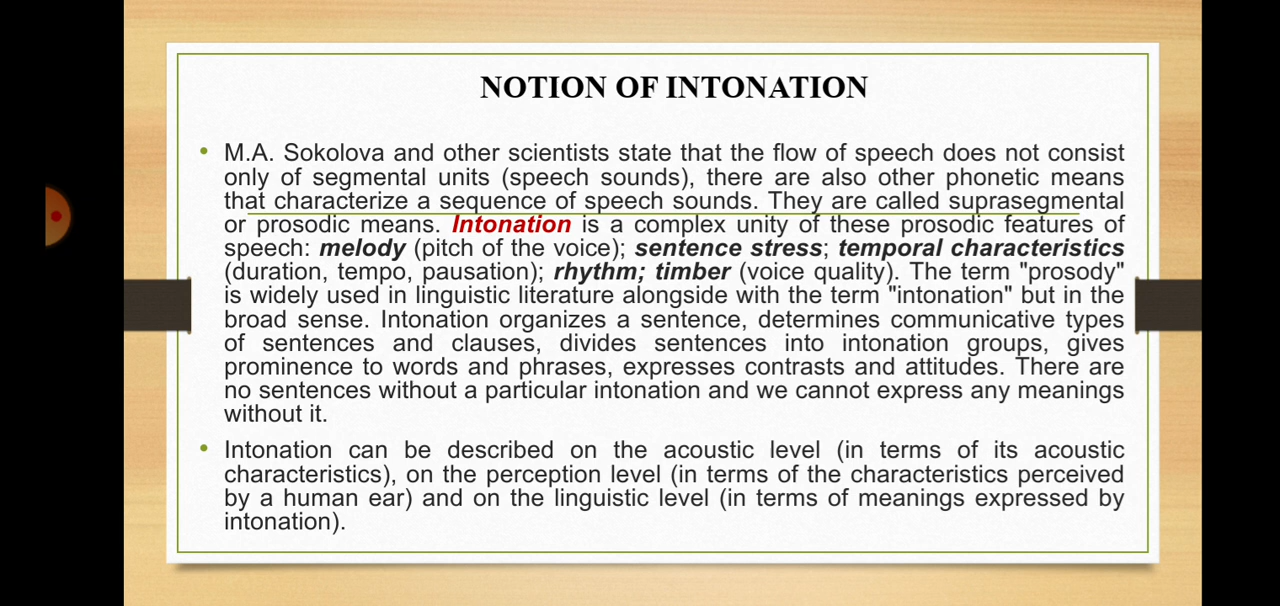 NOTION OF INTONATION
• M.A. Sokolova and other scientists state that the flow of speech does not consist
only of segmental units (speech sounds), there are also other phonetic means
that characterize a sequence of speech sounds. They are called suprasegmental
or prosodic means. Intonation is a complex unity of these prosodic features of
speech: melody (pitch of the voice); sentence stress; temporal characteristics
(duration, tempo, pausation); rhythm; timber (voice quality). The term "prosody"
is widely used in linguistic literature alongside with the term "intonation" but in the
broad sense. Intonation organizes a sentence, determines communicative types
of sentences and clauses, divides sentences into intonation groups, gives
prominence to words and phrases, expresses contrasts and attitudes. There are
no sentences without a particular intonation and we cannot express any meanings
without it.
• Intonation can be described on the acoustic level (in terms of its acoustic
characteristics), on the perception level (in terms of the characteristics perceived
by a human ear) and on the linguistic level (in terms of meanings expressed by
intonation).